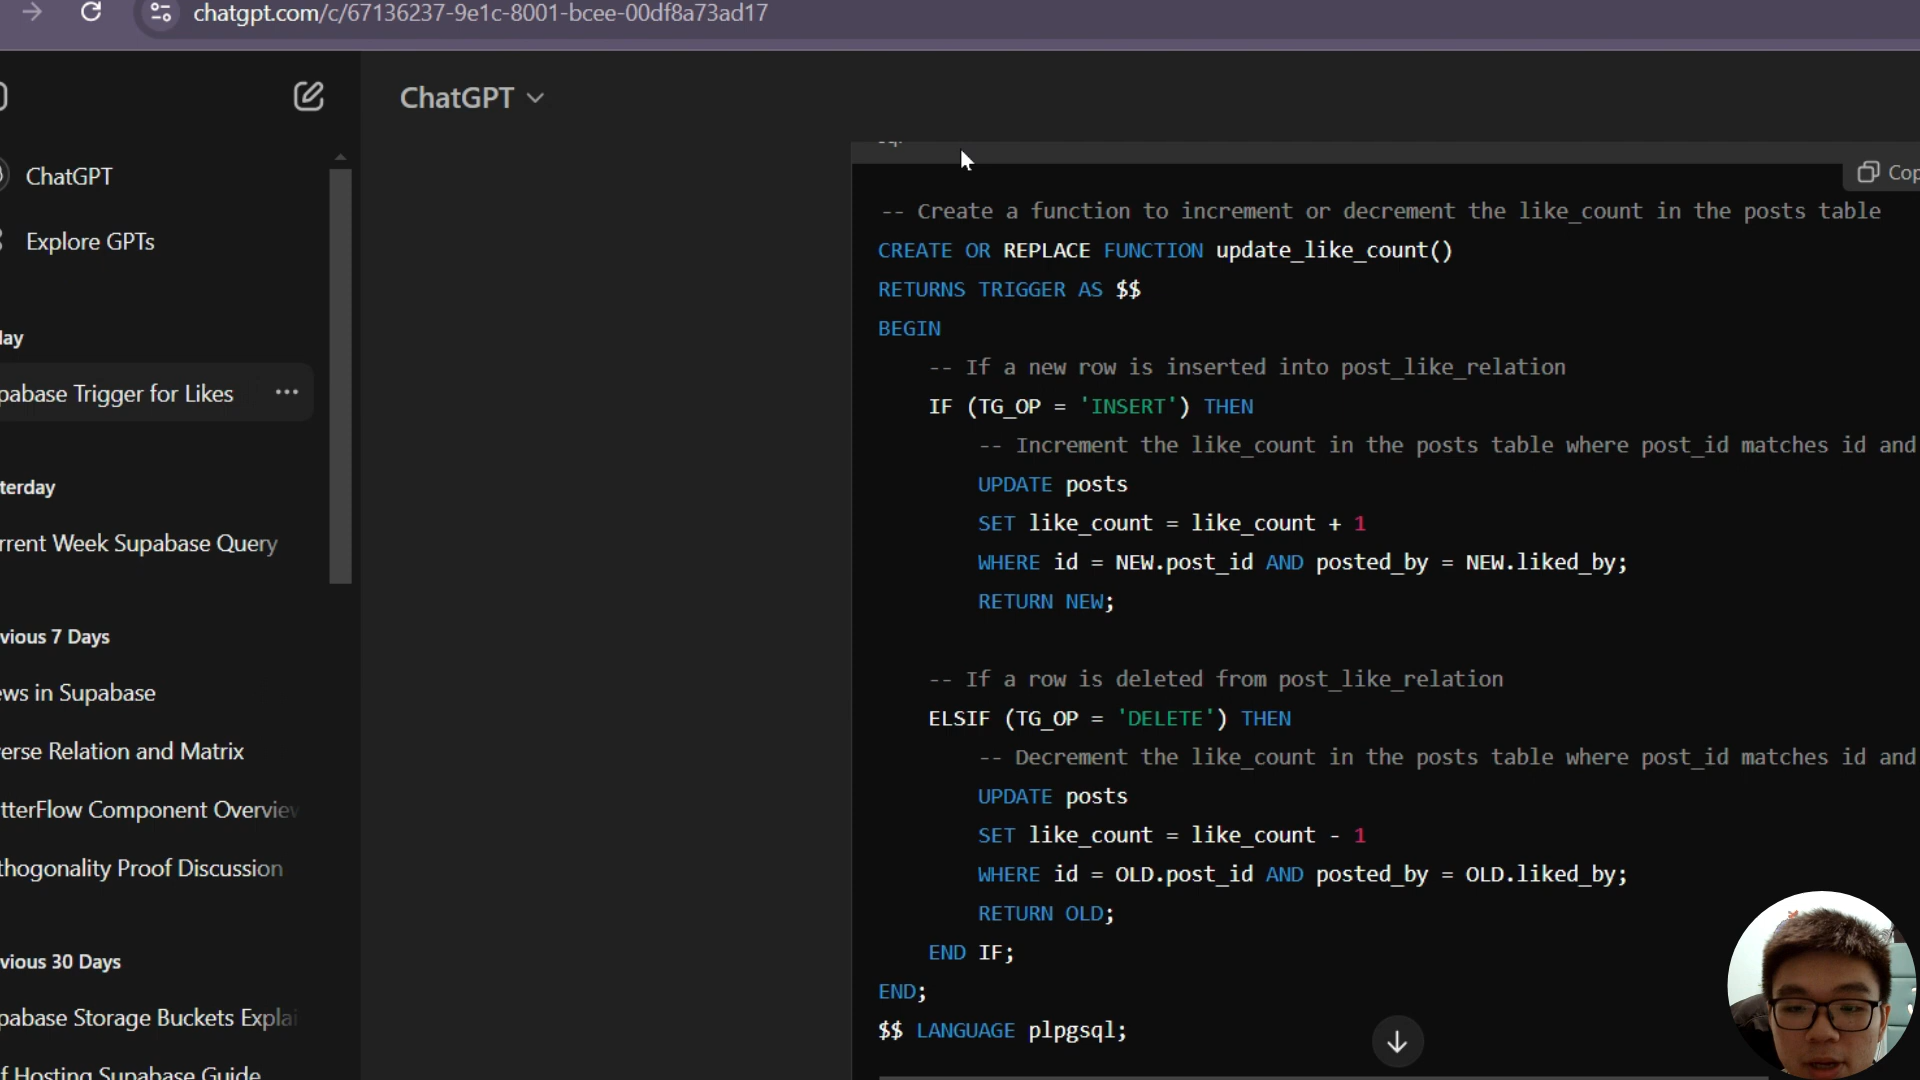 chatgpt.com/c/67136237-9e1c-8001-bcee-00df8a73ad17
ChatGPT
ChatGPT
Explore GPTs
lay
pabase Trigger for Likes
terday
rrent Week Supabase Query
vious 7 Days
ews in Supabase
erse Relation and Matrix
tterFlow Component Overview
thogonality Proof Discussion
vious 30 Days
pabase Storage Buckets Explai
f Hosting Supabase Guide
Cop
-- Create a function to increment or decrement the like_count in the posts table
CREATE OR REPLACE FUNCTION update_like_count()
RETURNS TRIGGER AS $$
BEGIN
-- If a new row is inserted into post_like_relation
IF (TG_OP = 'INSERT') THEN
-- Increment the like_count in the posts table where post_id matches id and
UPDATE posts
SET like_count = like_count + 1
WHERE id = NEW.post_id AND posted_by = NEW.liked_by;
RETURN NEW;
-- If a row is deleted from post_like_relation
ELSIF (TG_OP = 'DELETE') THEN
-- Decrement the like_count in the posts table where post_id matches id and
UPDATE posts
SET like_count = like_count - 1
WHERE id = OLD.post_id AND posted_by = OLD.liked_by;
RETURN OLD;
END IF;
END;
$$ LANGUAGE plpgsql;